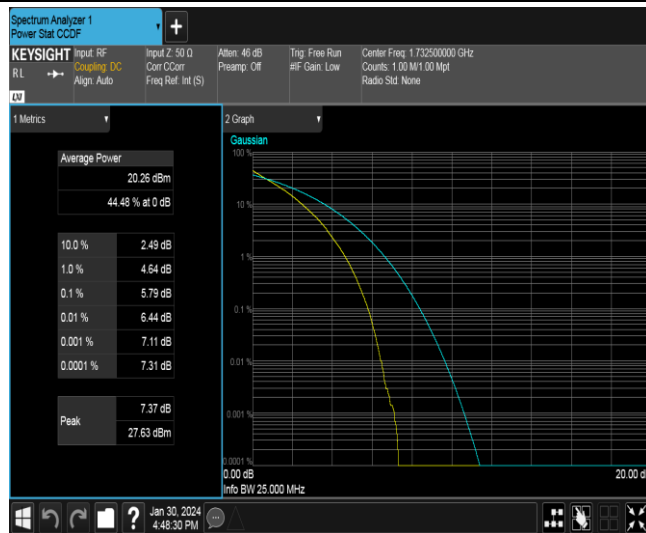 Spectrum Analyzer 1
Power Stat CCDF
+
KEYSIGHT
RL
Input: RF
Coupling: DC
Align: Auto
Input Z: 50 Ω
Corr CCorr
Freq Ref: Int (S)
Atten: 46 dB
Preamp: Off
Trig: Free Run
#IF Gain: Low
Center Freq: 1.732500000 GHz
Counts: 1.00 M/1.00 Mpt
Radio Std: None
1 Metrics
Average Power
20.26 dBm
44.48 % at 0 dB
10.0 % 2.49 dB
1.0 % 4.64 dB
0.1 % 5.79 dB
0.01 % 6.44 dB
0.001 % 7.11 dB
0.0001 % 7.31 dB
Peak
7.37 dB
27.63 dBm
2 Graph
Gaussian
100 %
10 %
1 %
0.1 %
0.01 %
0.001 %
0.0001 %
0.00 dB
20.00 d
Info BW 25.000 MHz
?
Jan 30, 2024
4:48:30 PM